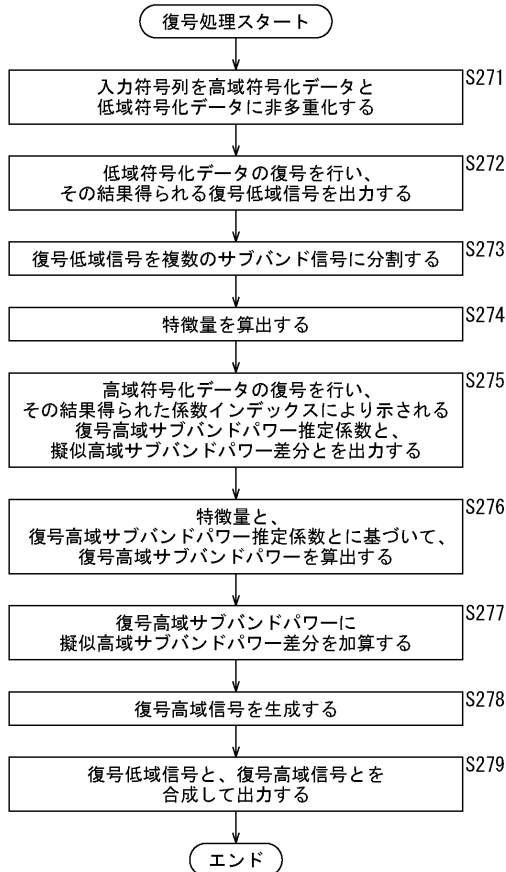 復号処理スタート
S271
入力符号列を高域符号化データと
低域符号化データに非多重化する
S272
低域符号化データの復号を行い、
その結果得られる復号低域信号を出力する
S273
復号低域信号を複数のサブバンド信号に分割する
S274
特徴量を算出する
S275
高域符号化データの復号を行い、
その結果得られた係数インデックスにより示される
復号高域サブバンドパワー推定係数と、
擬似高域サブバンドパワー差分とを出力する
S276
特徴量と、
復号高域サブバンドパワー推定係数とに基づいて、
復号高域サブバンドパワーを算出する
S277
復号高域サブバンドパワーに
擬似高域サブバンドパワー差分を加算する
S278
復号高域信号を生成する
S279
復号低域信号と、復号高域信号とを
合成して出力する
エンド